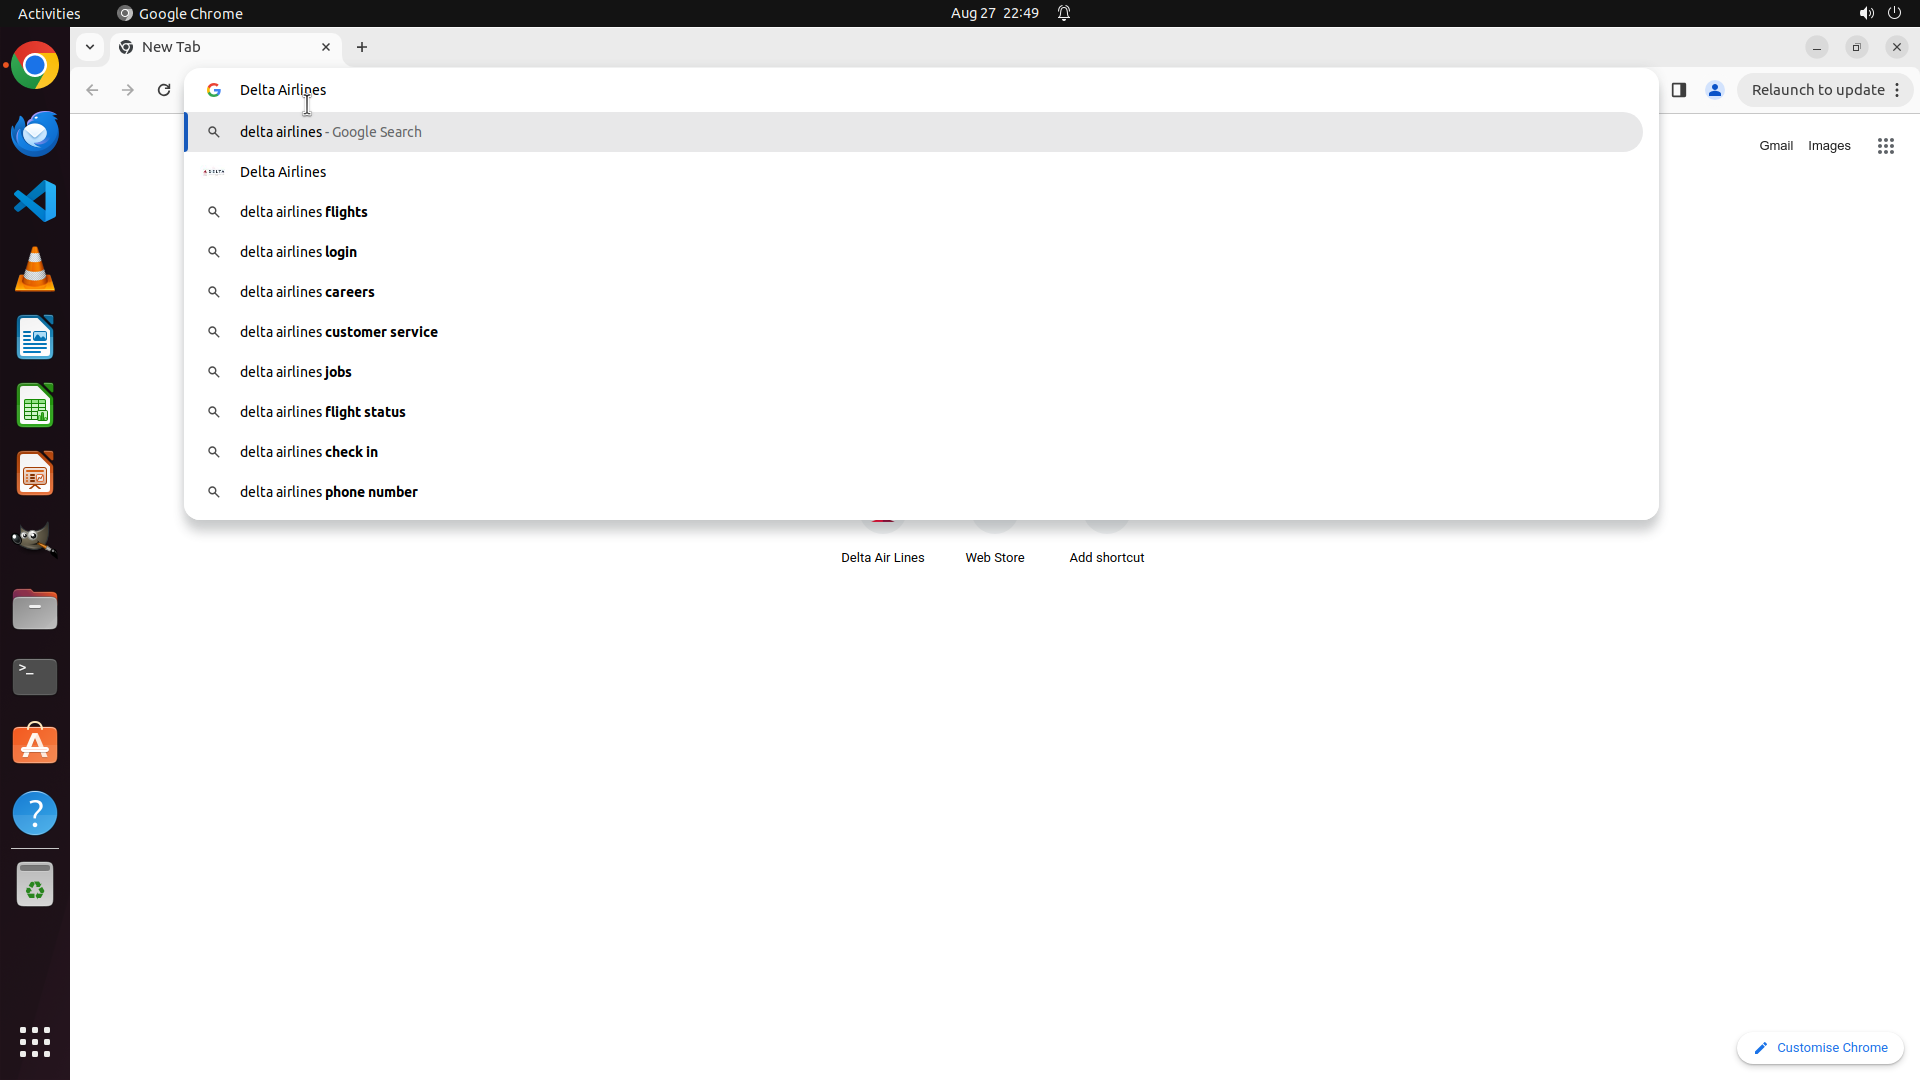 Activities
Google Chrome
Aug 27 22:49
New Tab
Delta Airlines
Relaunch to update
delta airlines - Google Search
Gmail Images
DELTA
Delta Airlines
delta airlines flights
delta airlines login
delta airlines careers
delta airlines customer service
delta airlines jobs
delta airlines flight status
delta airlines check in
delta airlines phone number
Delta Air Lines
Web Store
Add shortcut
Customise Chrome